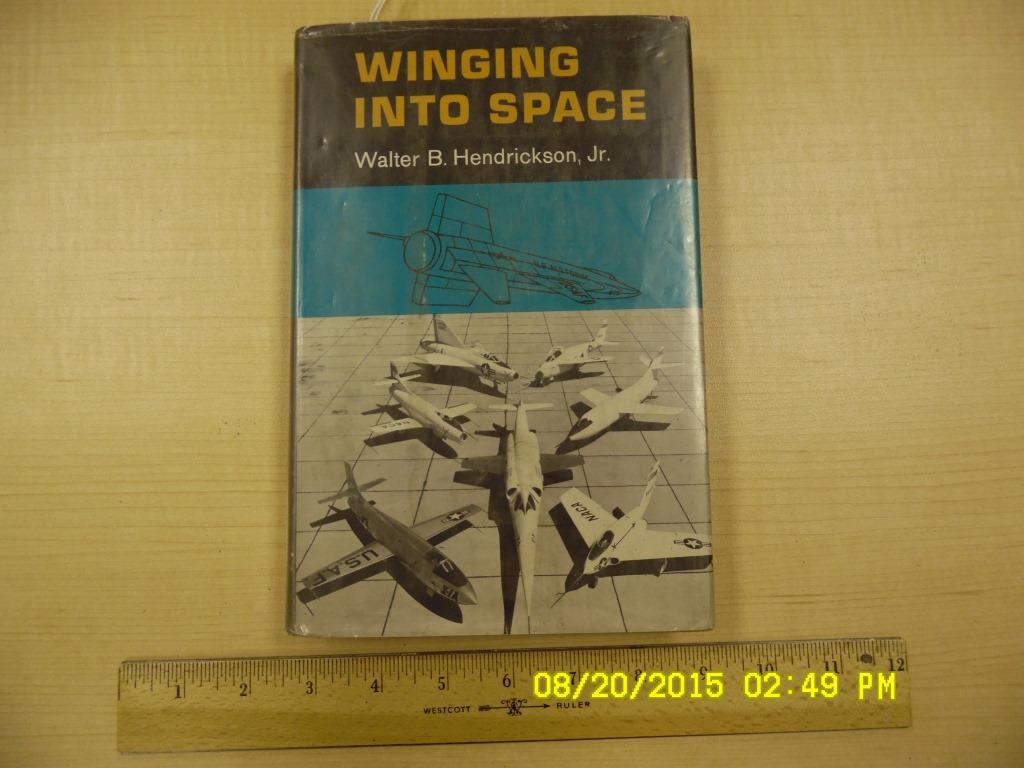 WINGING
INTO SPACE
Walter B. Hendrickson, Jr.
U.S. AIR FORCE
NACA
NACA
U.S.A.F.
1 2 3 4 5 6 7 8 9 10 11 12
WESTCOTT RULER
08/20/2015 02:49 PM